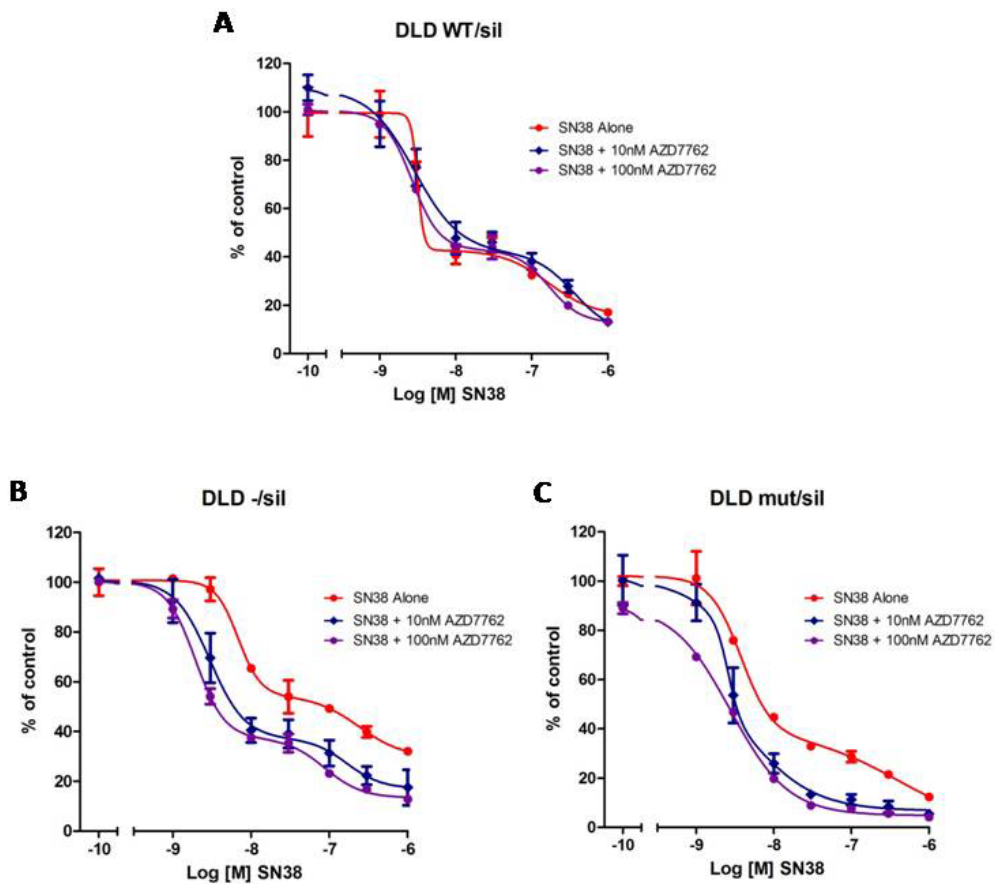 A
DLD WT/sil
120
100
80
60
40
20
0
% of control
SN38 Alone
SN38 + 10nM AZD7762
SN38 + 100nM AZD7762
-10 -9 -8 -7 -6
Log [M] SN38
B
DLD -/sil
120
100
80
60
40
20
0
% of control
SN38 Alone
SN38 + 10nM AZD7762
SN38 + 100nM AZD7762
-10 -9 -8 -7 -6
Log [M] SN38
C
DLD mut/sil
120
100
80
60
40
20
0
% of control
SN38 Alone
SN38 + 10nM AZD7762
SN38 + 100nM AZD7762
-10 -9 -8 -7 -6
Log [M] SN38